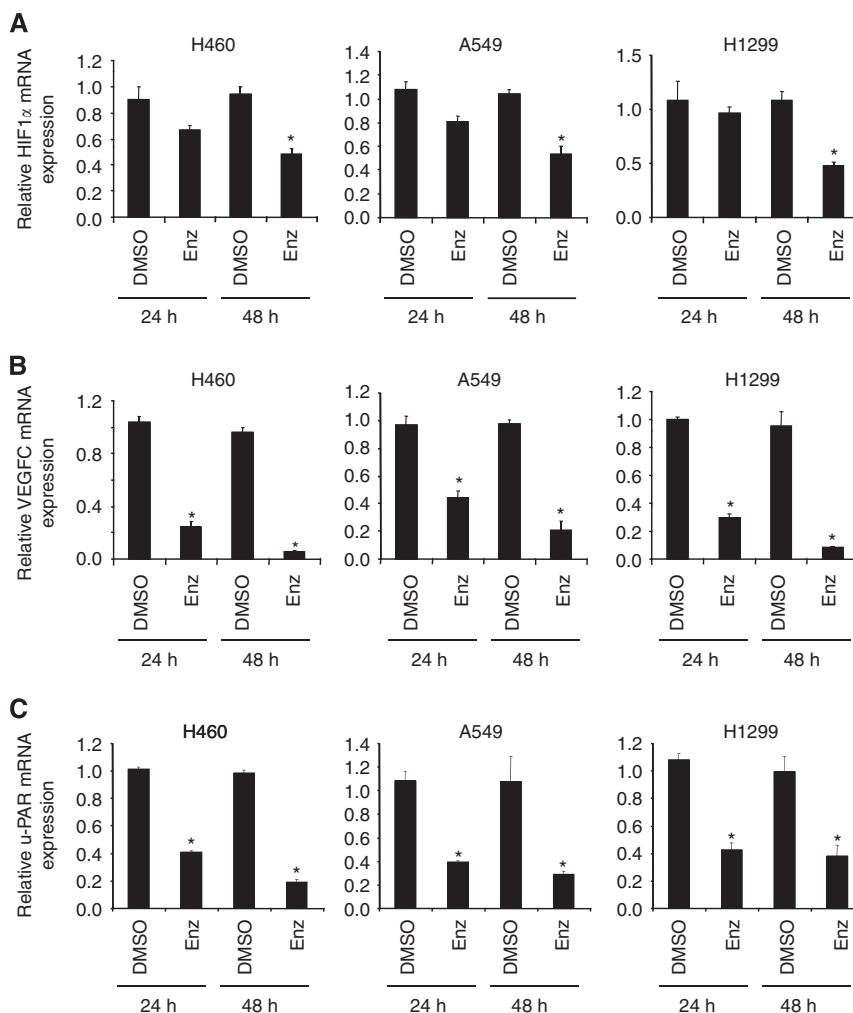 A
H460
A549
H1299
Relative HIF1α mRNA
expression
1.2
1.0
0.8
0.6
0.4
0.2
0.0
1.4
1.2
1.0
0.8
0.6
0.4
0.2
0.0
1.5
1.0
0.5
0.0
*
*
*
DMSO
Enz
DMSO
Enz
DMSO
Enz
DMSO
Enz
DMSO
Enz
DMSO
Enz
24 h
48 h
24 h
48 h
24 h
48 h
B
H460
A549
H1299
Relative VEGFC mRNA
expression
1.2
0.8
0.4
0.0
1.2
1.0
0.8
0.6
0.4
0.2
0.0
1.2
1.0
0.8
0.6
0.4
0.2
0.0
*
*
*
*
*
*
DMSO
Enz
DMSO
Enz
DMSO
Enz
DMSO
Enz
DMSO
Enz
DMSO
Enz
24 h
48 h
24 h
48 h
24 h
48 h
C
H460
A549
H1299
Relative u-PAR mRNA
expression
1.2
1.0
0.8
0.6
0.4
0.2
0.0
1.4
1.2
1.0
0.8
0.6
0.4
0.2
0.0
1.2
1.0
0.8
0.6
0.4
0.2
0.0
*
*
*
*
*
*
DMSO
Enz
DMSO
Enz
DMSO
Enz
DMSO
Enz
DMSO
Enz
DMSO
Enz
24 h
48 h
24 h
48 h
24 h
48 h